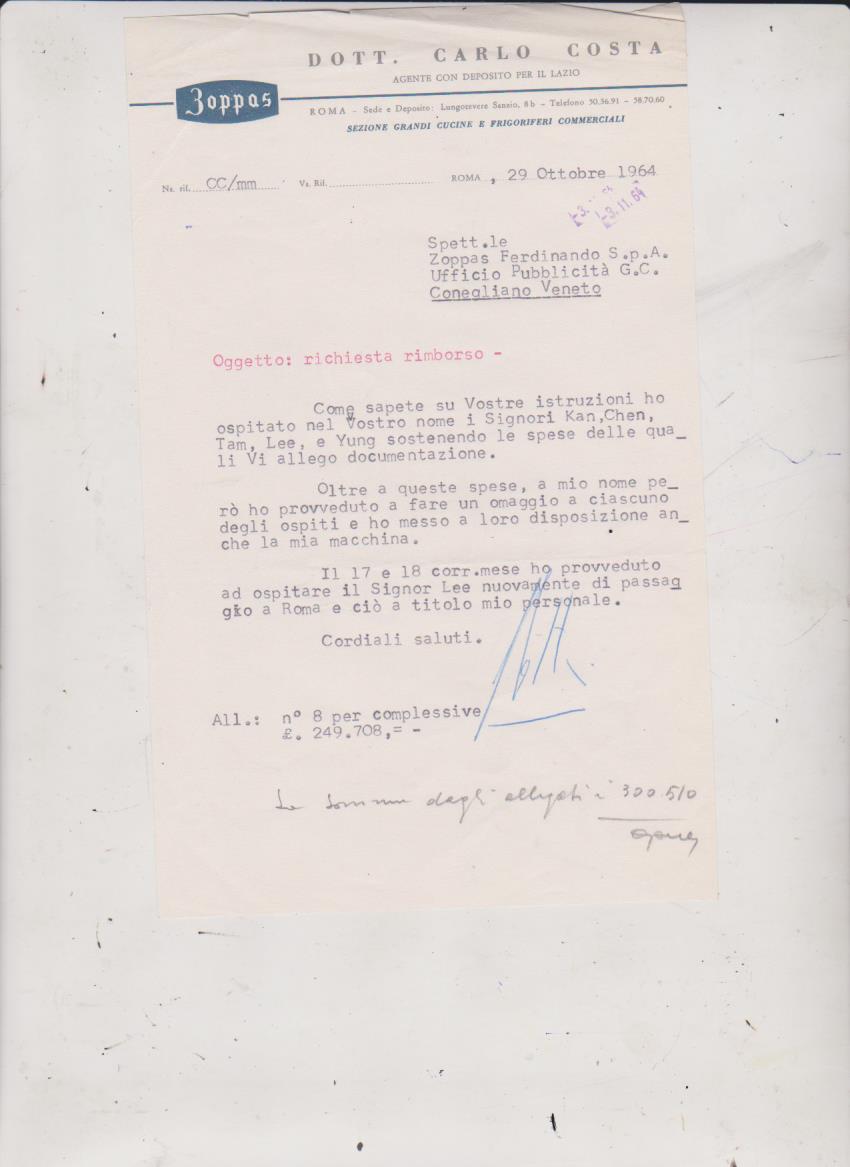 DOTT. CARLO COSTA
AGENTE CON DEPOSITO PER IL LAZIO
Zoppas
ROMA – Sede e Deposito: Lungotevere Sanzio, 8 b – Telefono 50.36.91 – 58.70.60
SEZIONE GRANDI CUCINE E FRIGORIFERI COMMERCIALI
Ns. rif. CC/mm Vs. Rif. ROMA, 29 Ottobre 1964
-3.11.64
Spett.le
Zoppas Ferdinando S.p.A.
Ufficio Pubblicità G.C.
Conegliano Veneto
Oggetto: richiesta rimborso -
Come sapete su Vostre istruzioni ho
ospitato nel Vostro nome i Signori Kan,Chen,
Tam, Lee, e Yung sostenendo le spese delle qua_
li Vi allego documentazione.
Oltre a queste spese, a mio nome pe_
rò ho provveduto a fare un omaggio a ciascuno
degli ospiti e ho messo a loro disposizione an_
che la mia macchina.
Il 17 e 18 corr.mese ho provveduto
ad ospitare il Signor Lee nuovamente di passag
gio a Roma e ciò a titolo mio personale.
Cordiali saluti.
All.: n° 8 per complessive
£. 249.708,= -
La somma degli allegati è 300.510